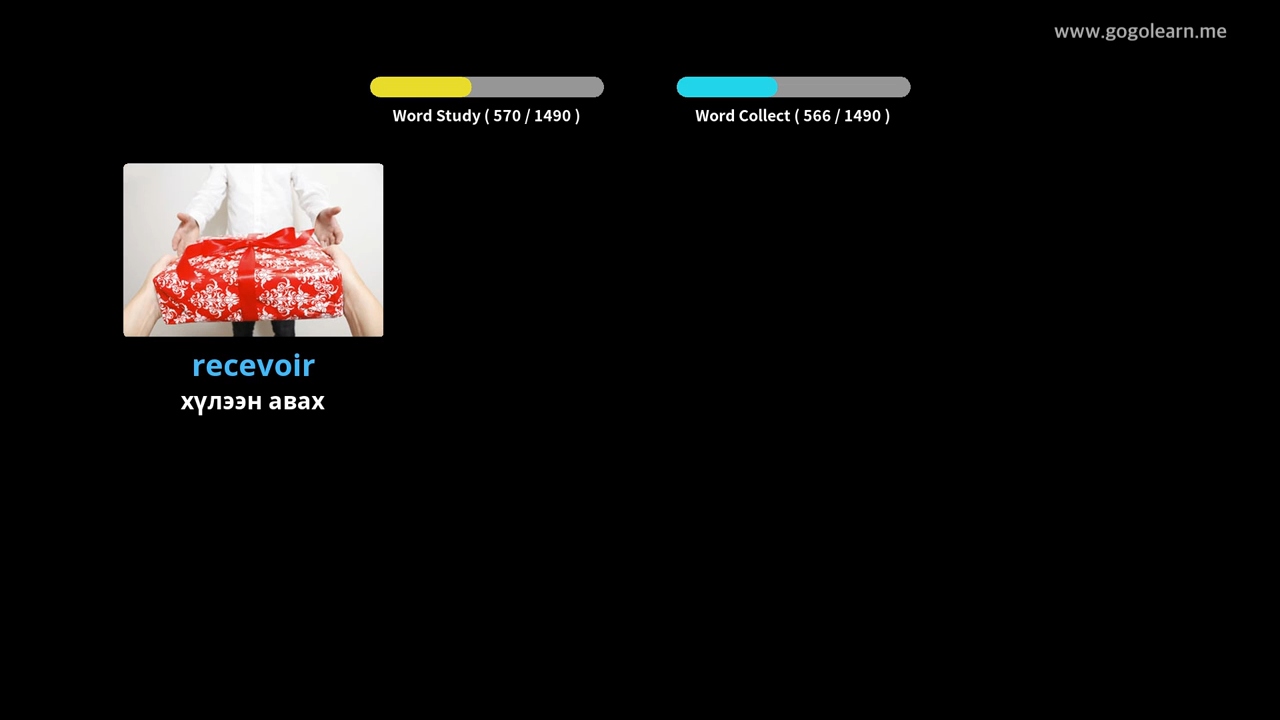 www.gogolearn.me
Word Study ( 570 / 1490 )
Word Collect ( 566 / 1490 )
recevoir
хүлээн авах